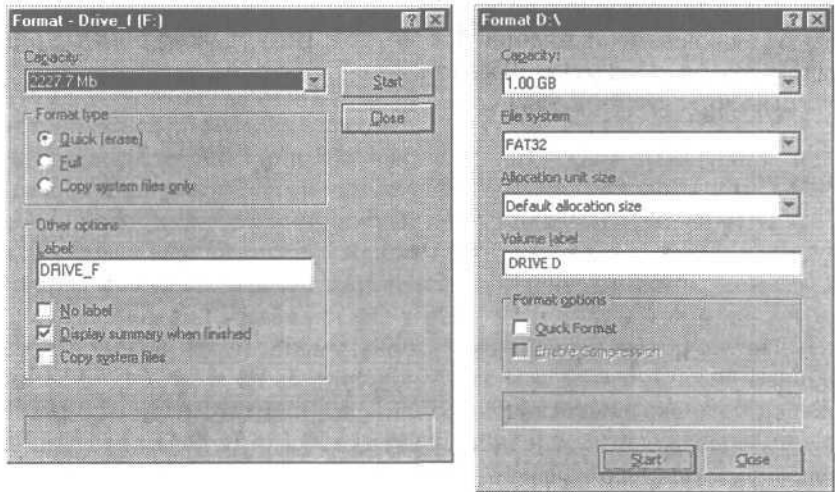 Format - Drive_f (F:)
Capacity:
2227.7 Mb
Start
Close
Format type
Quick (erase)
Full
Copy system files only
Other options
Label:
DRIVE_F
No label
Display summary when finished
Copy system files
Format D:\
Capacity:
1.00 GB
File system
FAT32
Allocation unit size
Default allocation size
Volume label
DRIVE D
Format options
Quick Format
Enable Compression
Start
Close